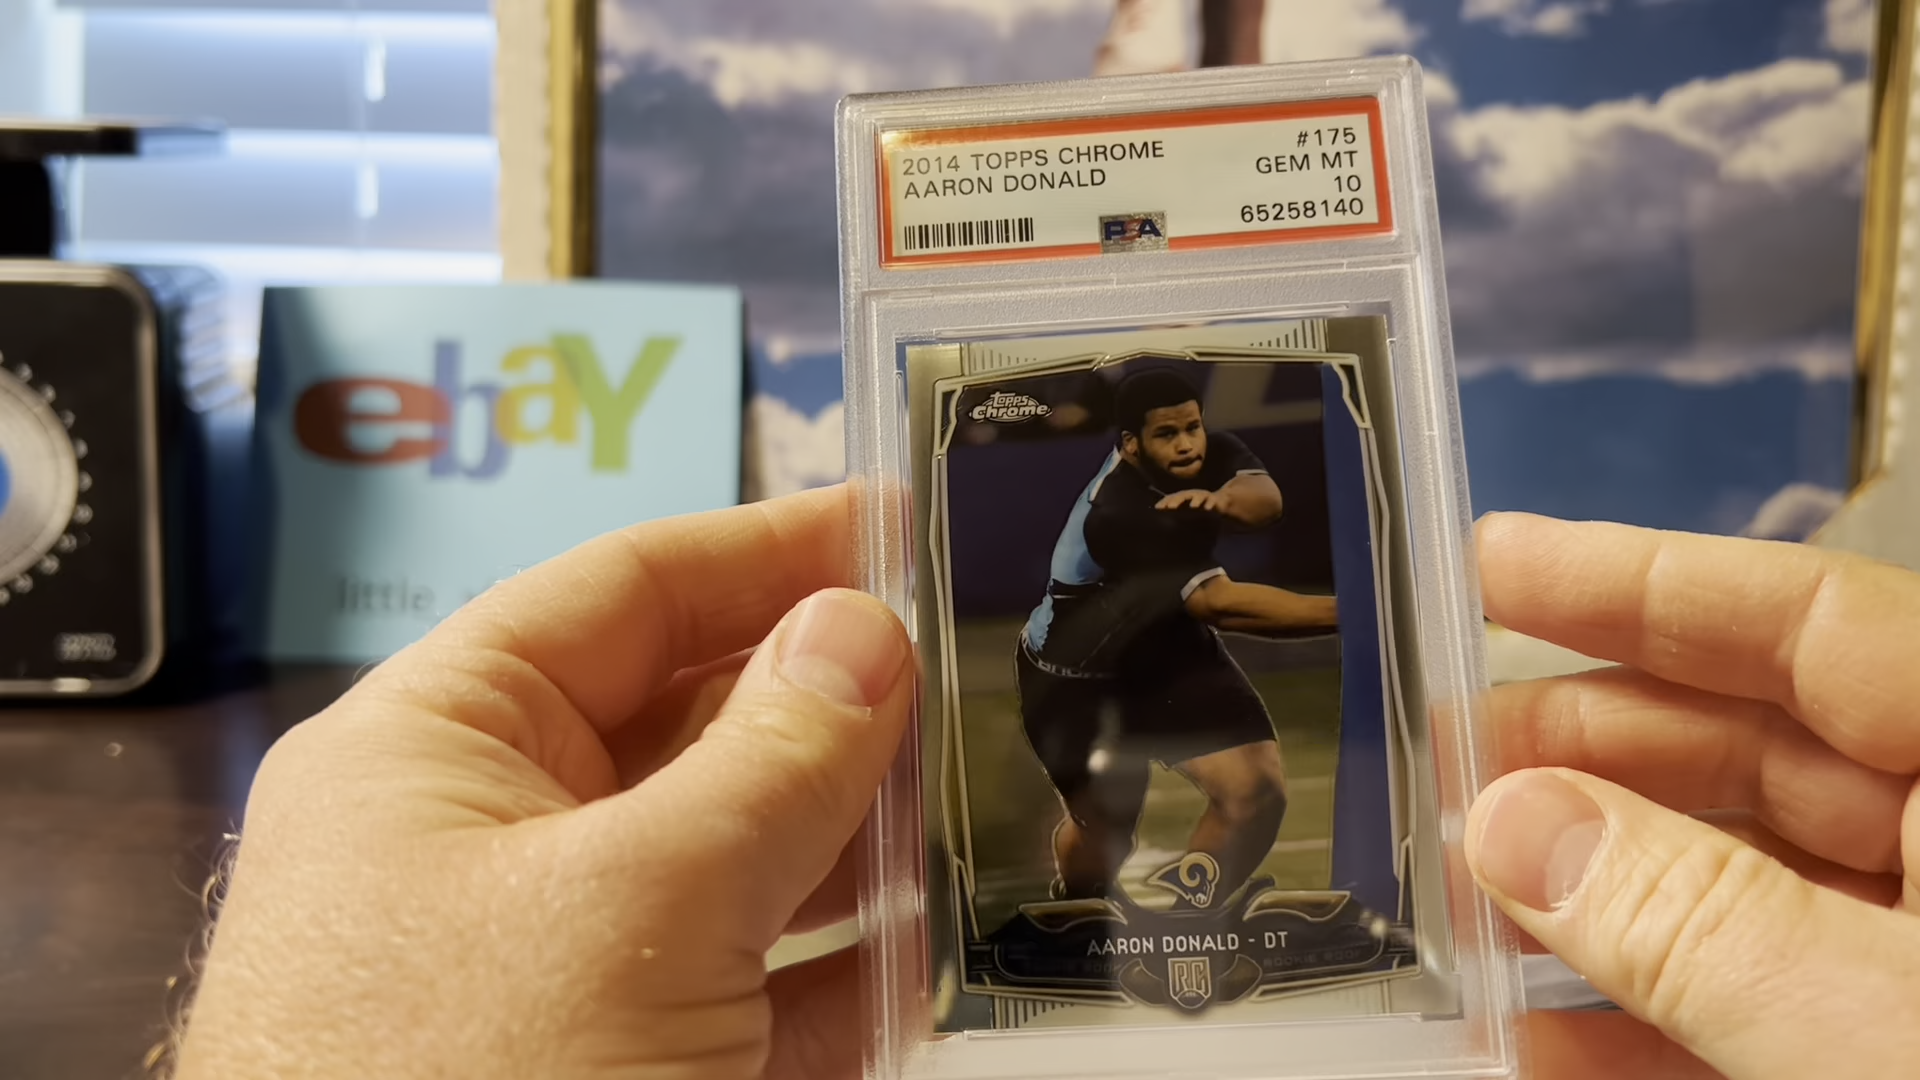 2014 TOPPS CHROME
#175
AARON DONALD
GEM MT
10
65258140
PSA
ebaY
little
Topps
Chrome
AARON DONALD - DT
RC